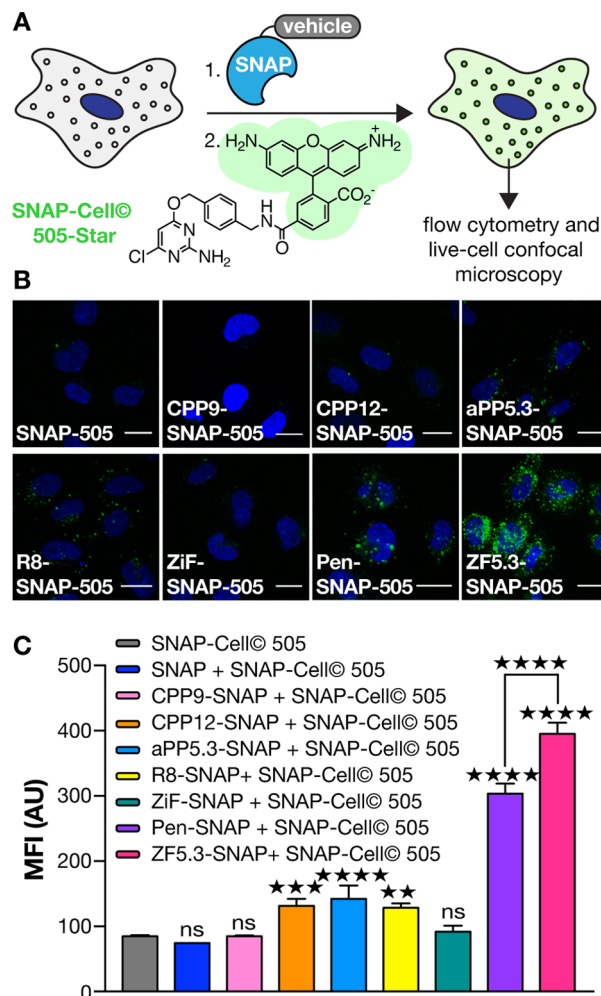 A
vehicle
SNAP
1.
2.
H₂N
O
+
NH₂
CO₂⁻
O
N
H
O
N
Cl
N
NH₂
SNAP-Cell©
505-Star
flow cytometry and
live-cell confocal
microscopy
B
SNAP-505
CPP9-
SNAP-505
CPP12-
SNAP-505
aPP5.3-
SNAP-505
R8-
SNAP-505
ZiF-
SNAP-505
Pen-
SNAP-505
ZF5.3-
SNAP-505
C
MFI (AU)
500
400
300
200
100
0
SNAP-Cell© 505
SNAP + SNAP-Cell© 505
CPP9-SNAP + SNAP-Cell© 505
CPP12-SNAP + SNAP-Cell© 505
aPP5.3-SNAP + SNAP-Cell© 505
R8-SNAP+ SNAP-Cell© 505
ZiF-SNAP + SNAP-Cell© 505
Pen-SNAP + SNAP-Cell© 505
ZF5.3-SNAP+ SNAP-Cell© 505
★★★★
★★★★
★★★★
ns
ns
★★★
★★★★
★★
ns